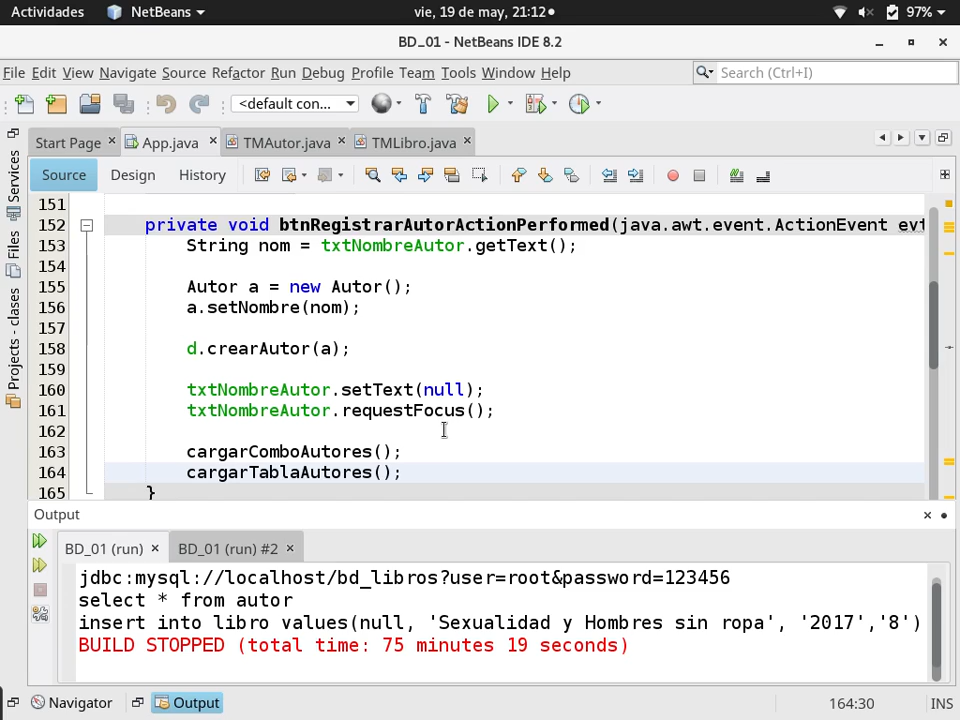 Actividades NetBeans vie, 19 de may, 21:12 97%
BD_01 - NetBeans IDE 8.2
File Edit View Navigate Source Refactor Run Debug Profile Team Tools Window Help Search (Ctrl+I)
<default con...
Start Page App.java TMAutor.java TMLibro.java
Source Design History
Services
Files
Projects - clases
151
152 private void btnRegistrarAutorActionPerformed(java.awt.event.ActionEvent evt
153 String nom = txtNombreAutor.getText();
154
155 Autor a = new Autor();
156 a.setNombre(nom);
157
158 d.crearAutor(a);
159
160 txtNombreAutor.setText(null);
161 txtNombreAutor.requestFocus();
162
163 cargarComboAutores();
164 cargarTablaAutores();
165 }
Output
BD_01 (run) BD_01 (run) #2
jdbc:mysql://localhost/bd_libros?user=root&password=123456
select * from autor
insert into libro values(null, 'Sexualidad y Hombres sin ropa', '2017','8')
BUILD STOPPED (total time: 75 minutes 19 seconds)
Navigator Output 164:30 INS